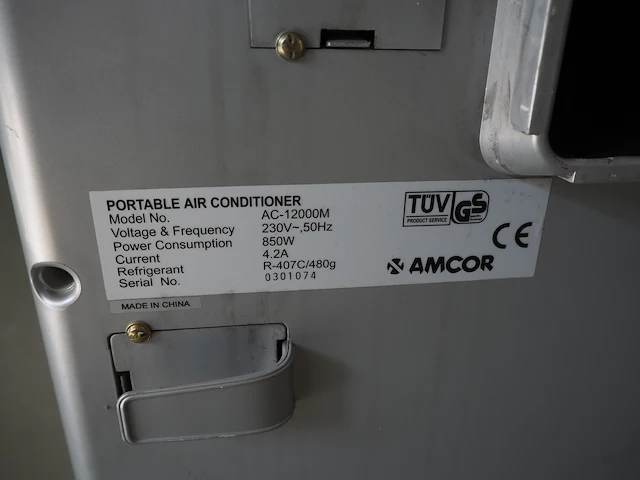 PORTABLE AIR CONDITIONER
Model No. AC-12000M
Voltage & Frequency 230V~,50Hz
Power Consumption 850W
Current 4.2A
Refrigerant R-407C/480g
Serial No. 0301074
TÜV
PRODUCT SERVICE
GS
CE
AMCOR
MADE IN CHINA